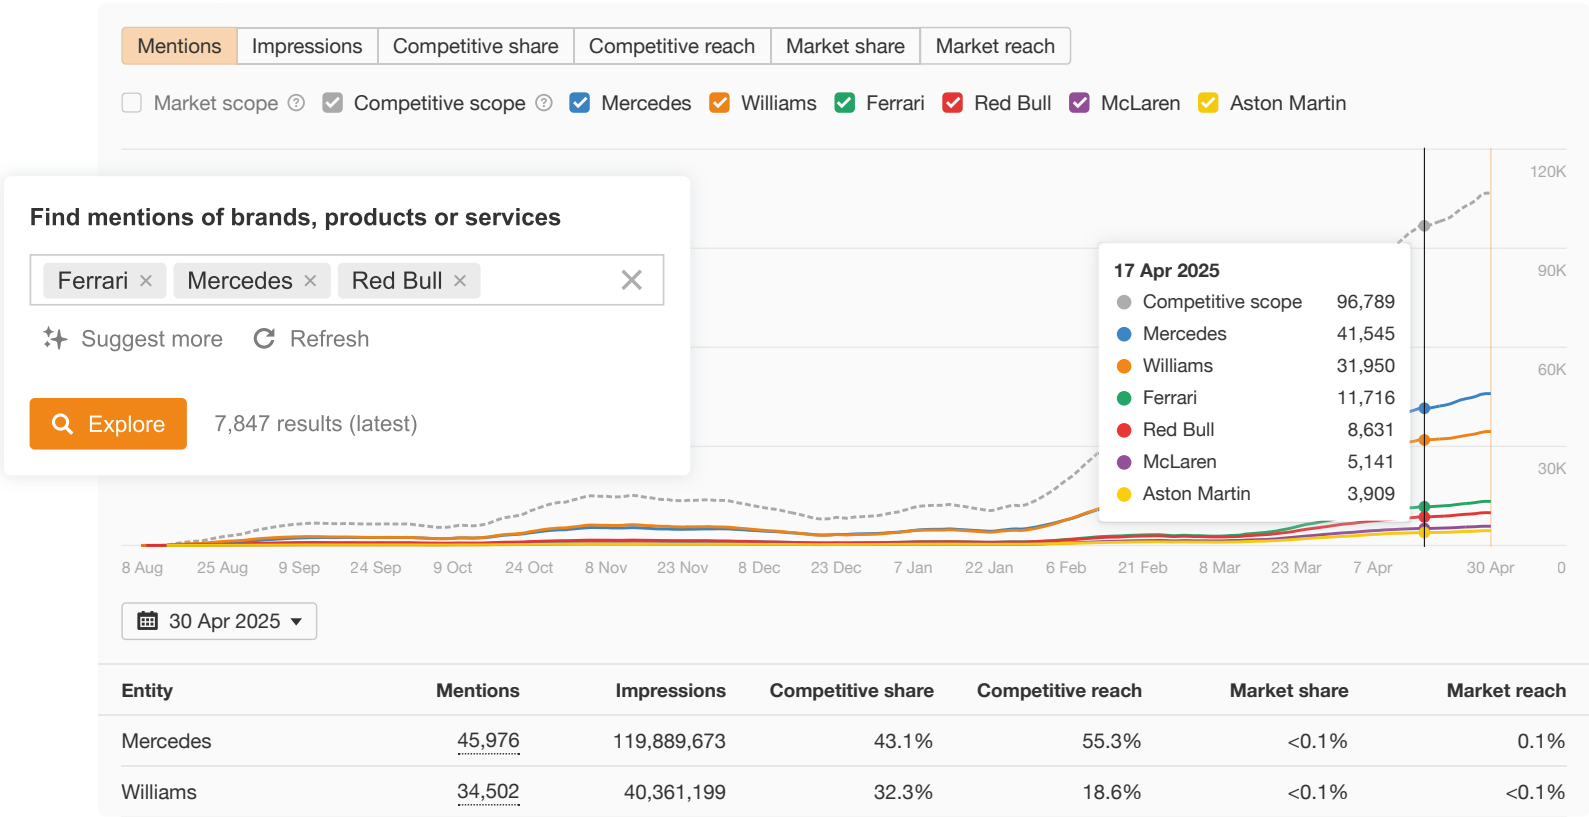 Mentions Impressions Competitive share Competitive reach Market share Market reach
Market scope ? Competitive scope ? Mercedes Williams Ferrari Red Bull McLaren Aston Martin
Find mentions of brands, products or services
Ferrari × Mercedes × Red Bull ×
Suggest more Refresh
Explore 7,847 results (latest)
120K
90K
60K
30K
0
17 Apr 2025
Competitive scope 96,789
Mercedes 41,545
Williams 31,950
Ferrari 11,716
Red Bull 8,631
McLaren 5,141
Aston Martin 3,909
8 Aug 25 Aug 9 Sep 24 Sep 9 Oct 24 Oct 8 Nov 23 Nov 8 Dec 23 Dec 7 Jan 22 Jan 6 Feb 21 Feb 8 Mar 23 Mar 7 Apr 30 Apr
30 Apr 2025
Entity Mentions Impressions Competitive share Competitive reach Market share Market reach
Mercedes 45,976 119,889,673 43.1% 55.3% <0.1% 0.1%
Williams 34,502 40,361,199 32.3% 18.6% <0.1% <0.1%